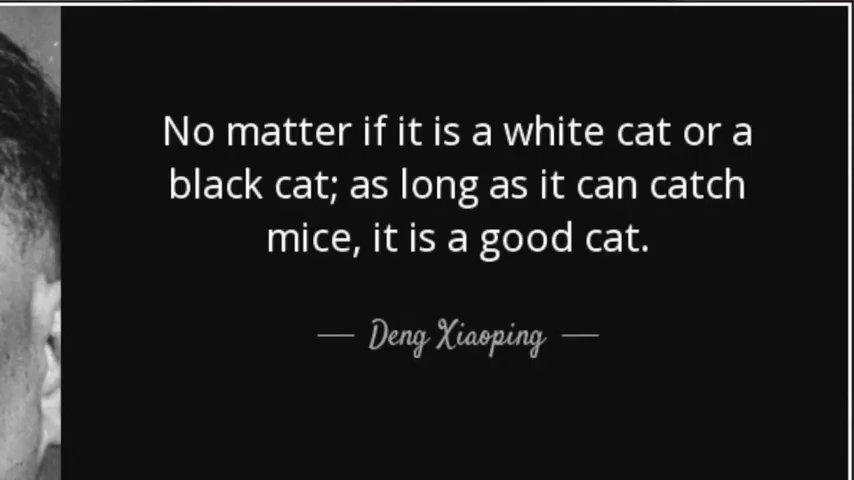 No matter if it is a white cat or a
black cat; as long as it can catch
mice, it is a good cat.
— Deng Xiaoping —